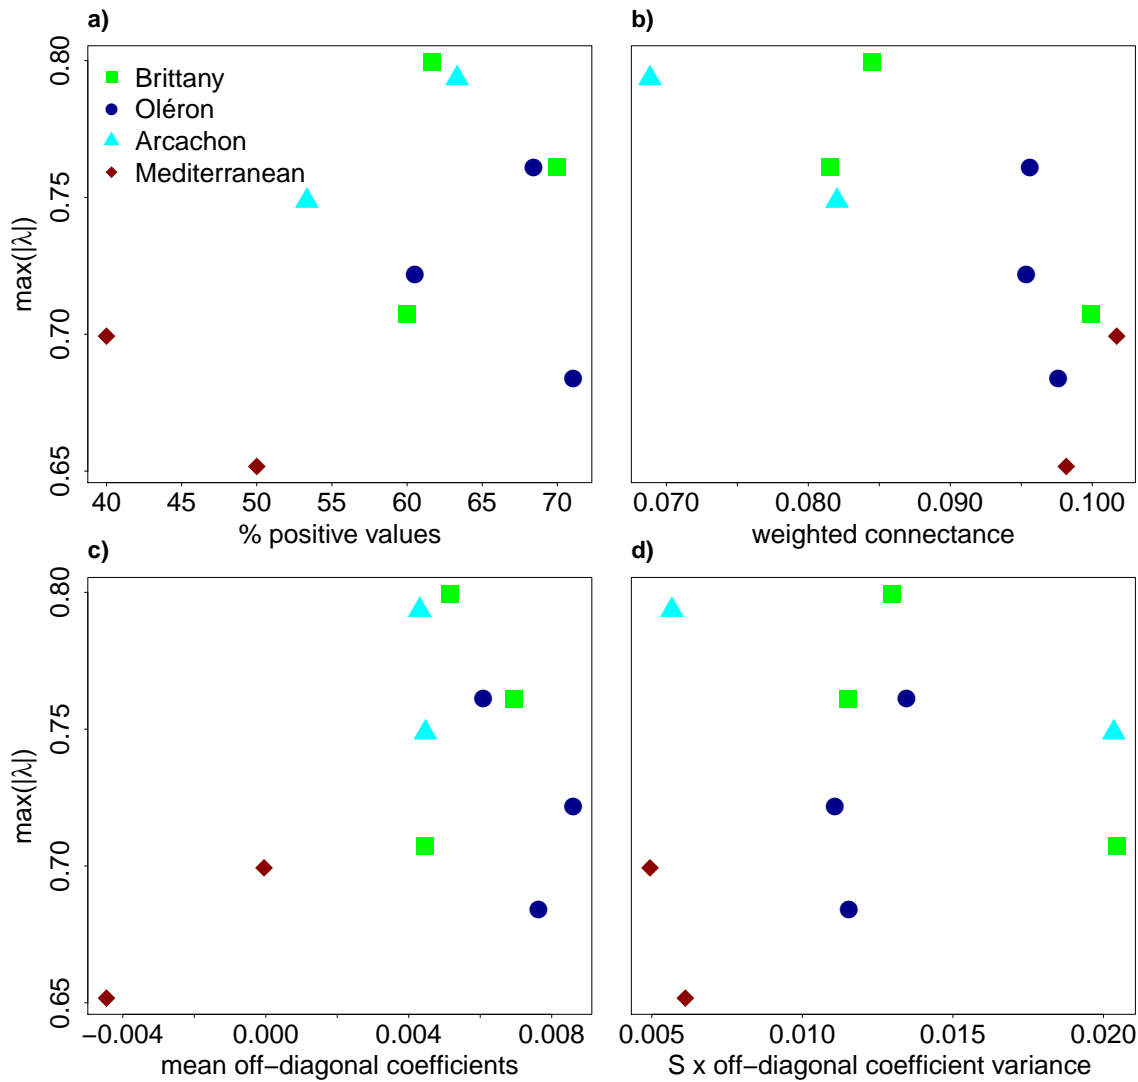 a)
b)
Brittany
Oléron
Arcachon
Mediterranean
max(|λ|)
0.65 0.70 0.75 0.80
40 45 50 55 60 65 70
% positive values
0.070 0.080 0.090 0.100
weighted connectance
c)
d)
max(|λ|)
0.65 0.70 0.75 0.80
−0.004 0.000 0.004 0.008
mean off−diagonal coefficients
0.005 0.010 0.015 0.020
S x off−diagonal coefficient variance